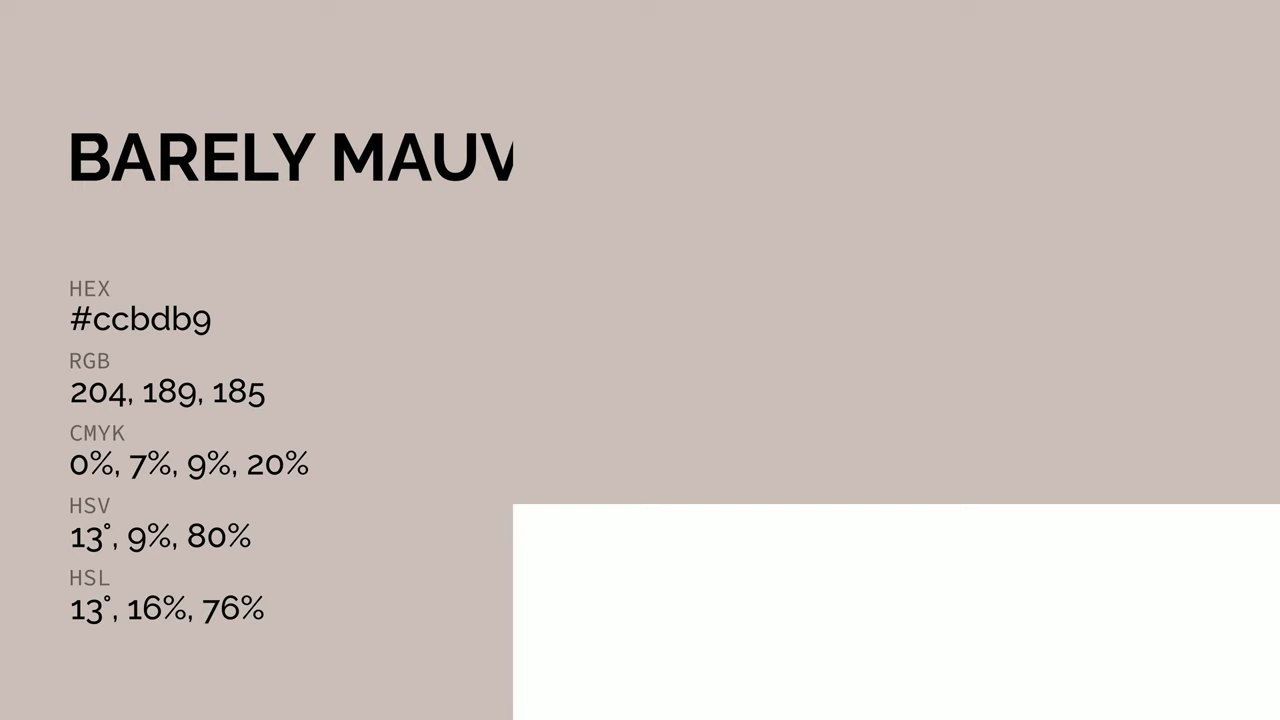 BARELY MAUV
HEX
#ccbdb9
RGB
204, 189, 185
CMYK
0%, 7%, 9%, 20%
HSV
13°, 9%, 80%
HSL
13°, 16%, 76%